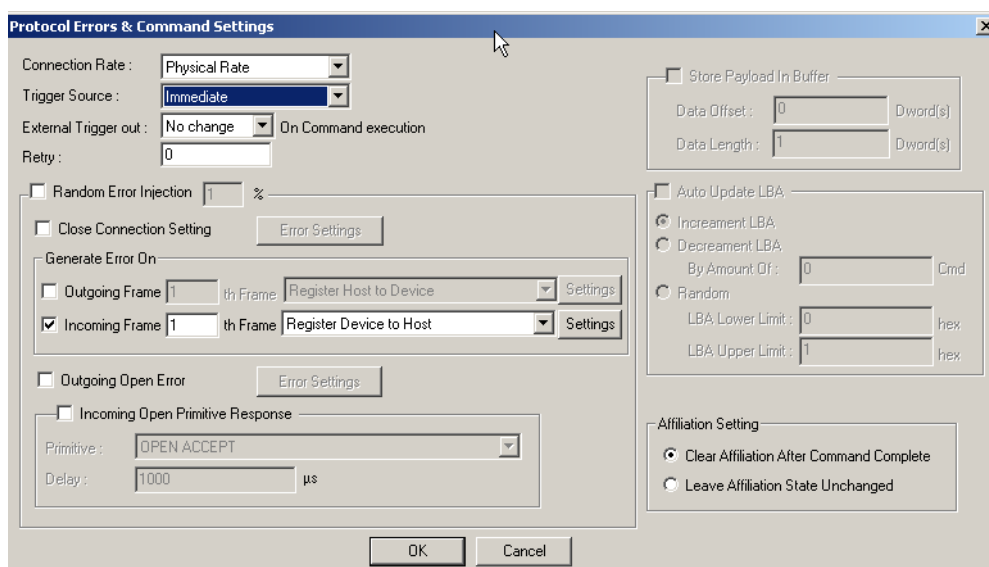 Protocol Errors & Command Settings
Connection Rate : Physical Rate
Trigger Source : Immediate
External Trigger out : No change On Command execution
Retry : 0
Random Error Injection 1 %
Close Connection Setting Error Settings
Generate Error On
Outgoing Frame 1 th Frame Register Host to Device Settings
Incoming Frame 1 th Frame Register Device to Host Settings
Outgoing Open Error Error Settings
Incoming Open Primitive Response
Primitive : OPEN ACCEPT
Delay : 1000 µs
Store Payload In Buffer
Data Offset : 0 Dword(s)
Data Length : 1 Dword(s)
Auto Update LBA
Increament LBA
Decreament LBA
By Amount Of : 0 Cmd
Random
LBA Lower Limit : 0 hex
LBA Upper Limit : 1 hex
Affiliation Setting
Clear Affiliation After Command Complete
Leave Affiliation State Unchanged
OK Cancel